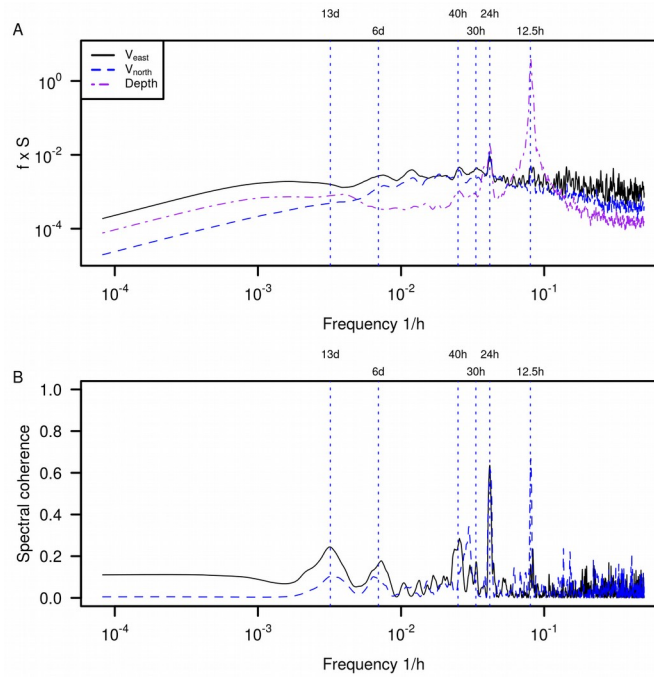 A
13d 6d 40h 30h 24h 12.5h
V east
V north
Depth
f x S
10^0
10^-2
10^-4
10^-4 10^-3 10^-2 10^-1
Frequency 1/h
B
13d 6d 40h 30h 24h 12.5h
Spectral coherence
1.0
0.8
0.6
0.4
0.2
0.0
10^-4 10^-3 10^-2 10^-1
Frequency 1/h